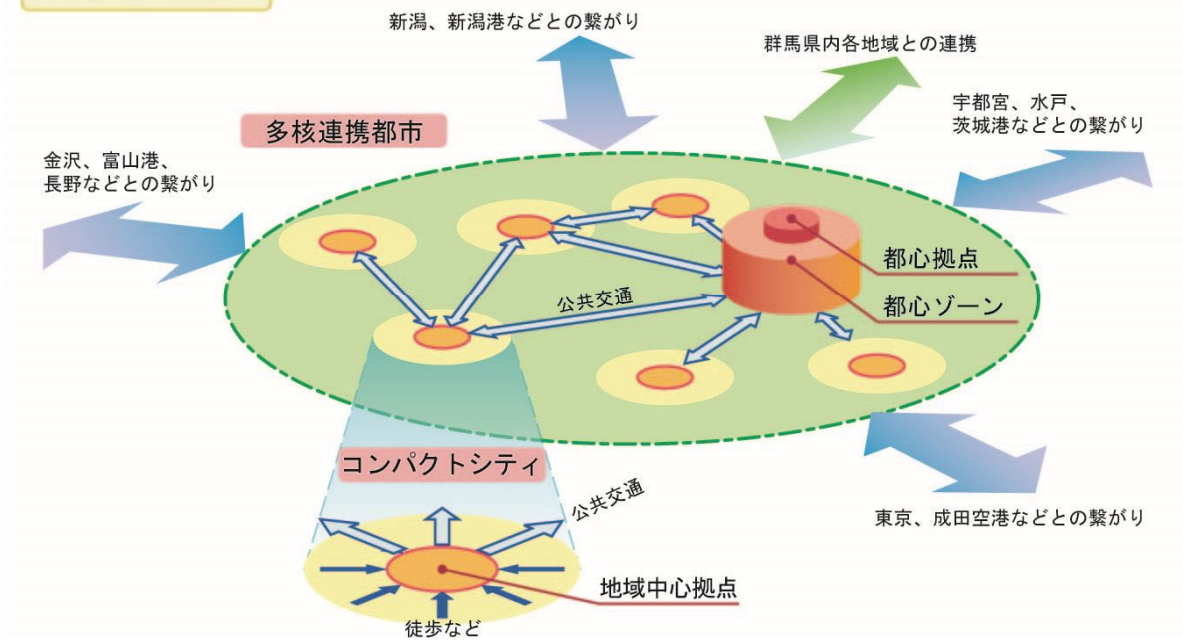 新潟、新潟港などとの繋がり
群馬県内各地域との連携
宇都宮、水戸、
茨城港などとの繋がり
多核連携都市
金沢、富山港、
長野などとの繋がり
都心拠点
公共交通
都心ゾーン
コンパクトシティ
公共交通
東京、成田空港などとの繋がり
地域中心拠点
徒歩など